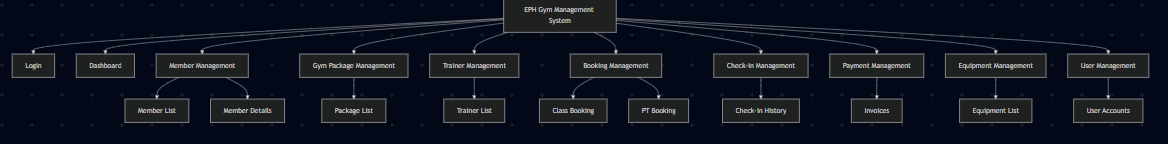 EPH Gym Management
System
Login
Dashboard
Member Management
Gym Package Management
Trainer Management
Booking Management
Check-In Management
Payment Management
Equipment Management
User Management
Member List
Member Details
Package List
Trainer List
Class Booking
PT Booking
Check-In History
Invoices
Equipment List
User Accounts